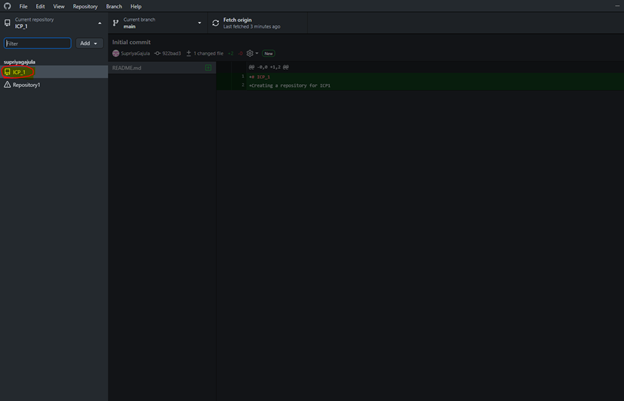 File Edit View Repository Branch Help
Current repository
ICP_1
Current branch
main
Fetch origin
Last fetched 3 minutes ago
Filter
Add
supriyagajula
ICP_1
Repository1
Initial commit
SupriyaGajula
1 changed file
New
README.md
@@ -0,0 +1,2 @@
1 +# ICP_1
2 +Creating a repository for ICP1